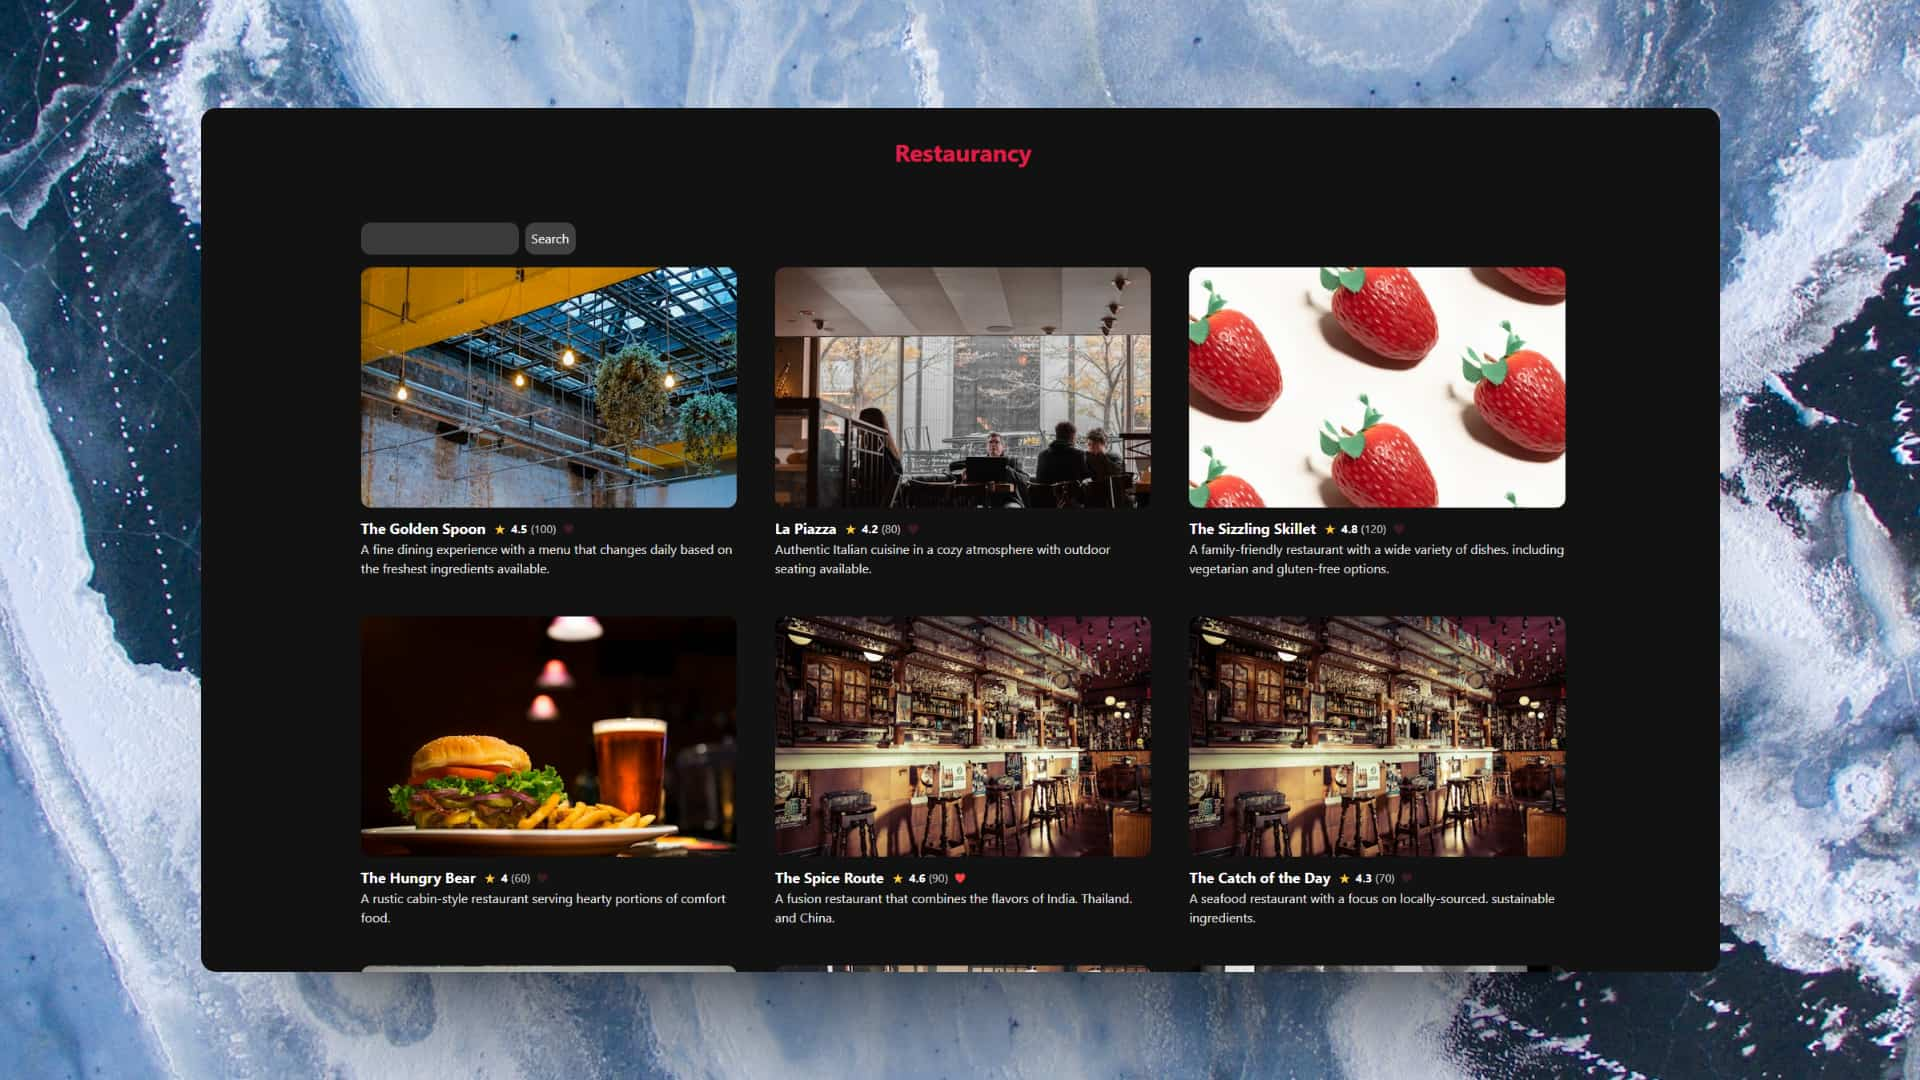 Restaurancy
Search
The Golden Spoon ★ 4.5 (100)
A fine dining experience with a menu that changes daily based on
the freshest ingredients available.
La Piazza ★ 4.2 (80)
Authentic Italian cuisine in a cozy atmosphere with outdoor
seating available.
The Sizzling Skillet ★ 4.8 (120)
A family-friendly restaurant with a wide variety of dishes, including
vegetarian and gluten-free options.
The Hungry Bear ★ 4 (60)
A rustic cabin-style restaurant serving hearty portions of comfort
food.
The Spice Route ★ 4.6 (90)
A fusion restaurant that combines the flavors of India, Thailand,
and China.
The Catch of the Day ★ 4.3 (70)
A seafood restaurant with a focus on locally-sourced, sustainable
ingredients.